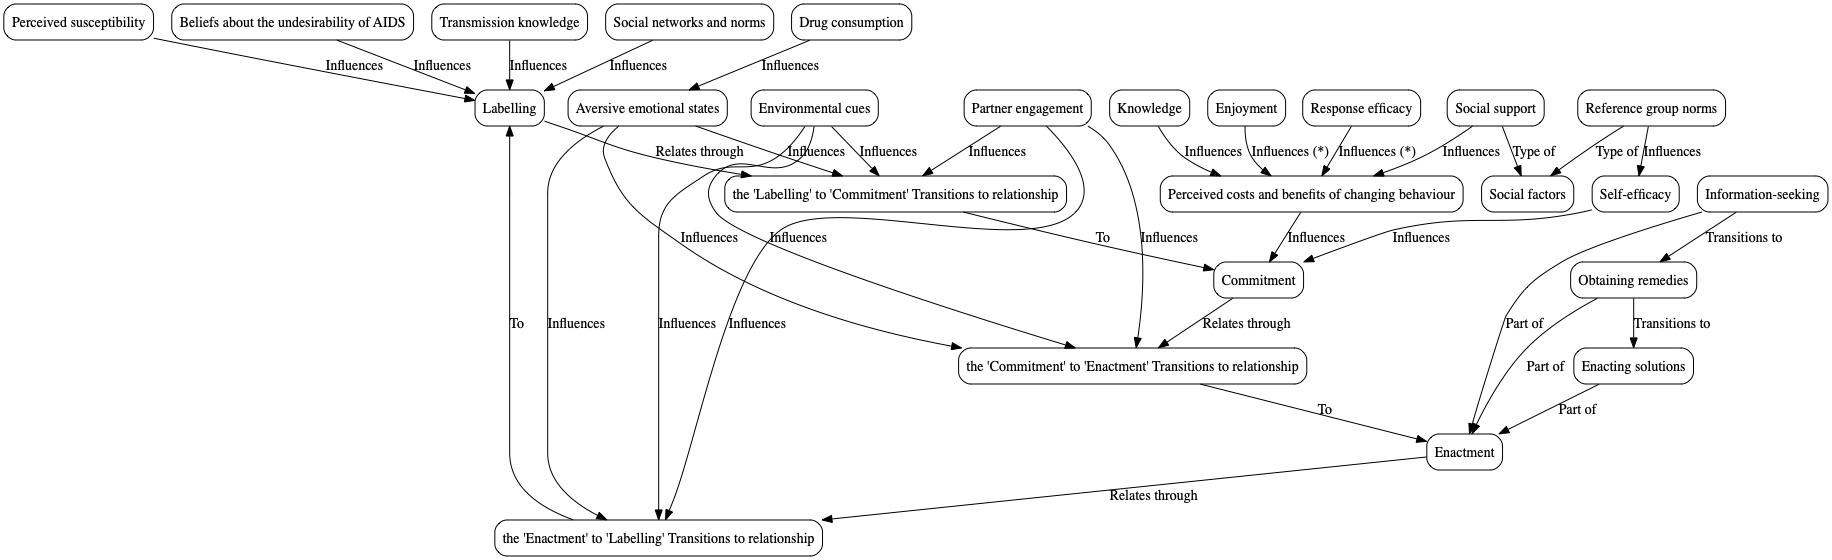 Perceived susceptibility
Beliefs about the undesirability of AIDS
Transmission knowledge
Social networks and norms
Drug consumption
Influences
Influences
Influences
Influences
Influences
Labelling
Aversive emotional states
Environmental cues
Partner engagement
Knowledge
Enjoyment
Response efficacy
Social support
Reference group norms
Relates through
Influences
Influences
Influences
Influences
Influences (*)
Influences (*)
Influences
Type of
Type of
Influences
the 'Labelling' to 'Commitment' Transitions to relationship
Perceived costs and benefits of changing behaviour
Social factors
Self-efficacy
Information-seeking
Influences
Influences
To
Influences
Influences
Influences
Transitions to
Commitment
Obtaining remedies
To
Influences
Influences
Influences
Relates through
Part of
Transitions to
the 'Commitment' to 'Enactment' Transitions to relationship
Part of
Enacting solutions
To
Part of
Enactment
Relates through
the 'Enactment' to 'Labelling' Transitions to relationship